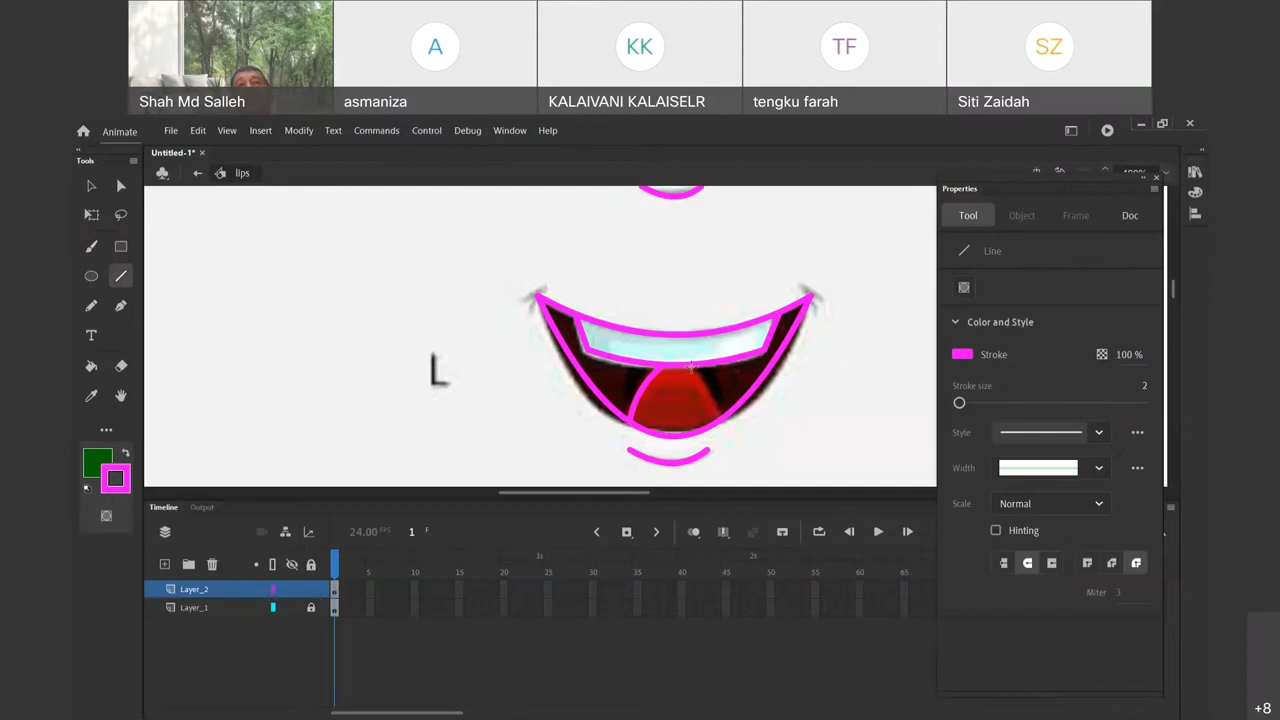 A
KK
TF
SZ
Shah Md Salleh
asmaniza
KALAIVANI KALAISELR
tengku farah
Siti Zaidah
Animate
File Edit View Insert Modify Text Commands Control Debug Window Help
Tools
Untitled-1* ×
lips
Properties
Tool Object Frame Doc
Line
Color and Style
Stroke 100 %
Stroke size
2
Style
Width
Scale Normal
Hinting
Miter 3
L
Timeline Output
24.00 FPS 1 F
1s 2s
5 10 15 20 25 30 35 40 45 50 55 60 65
Layer_2
Layer_1
+8